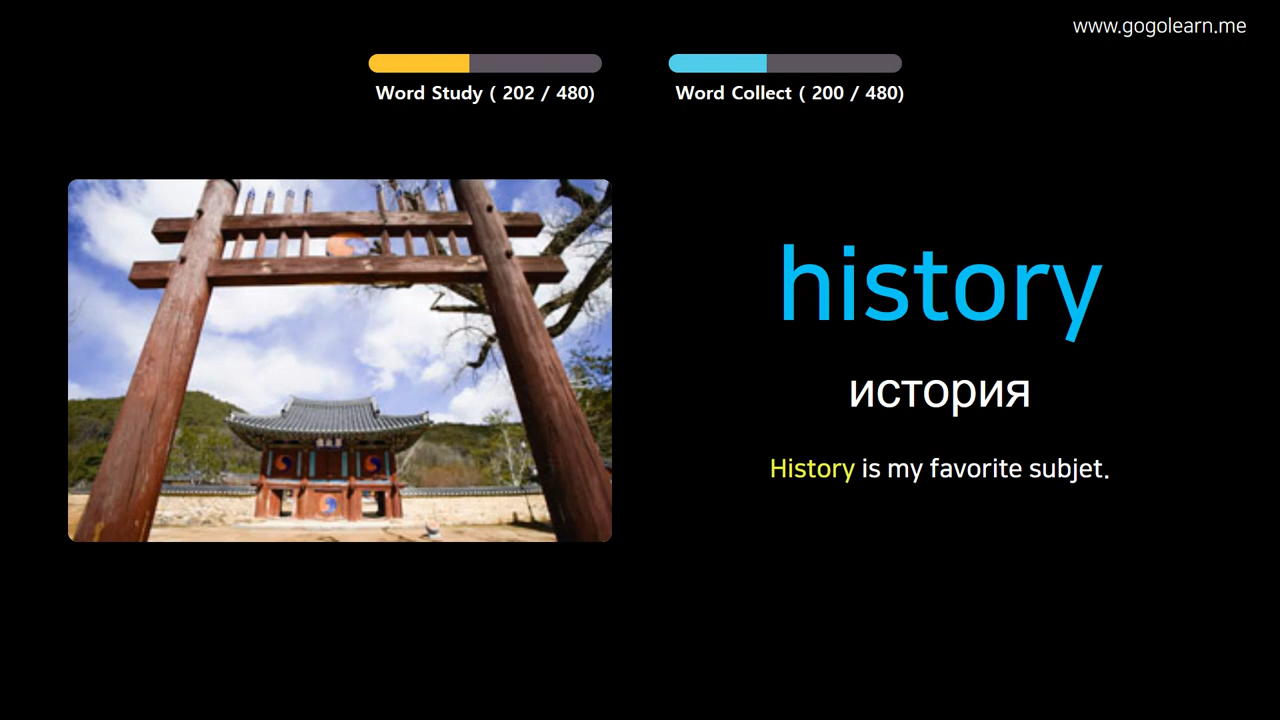 www.gogolearn.me
Word Study ( 202 / 480)
Word Collect ( 200 / 480)
history
история
History is my favorite subjet.